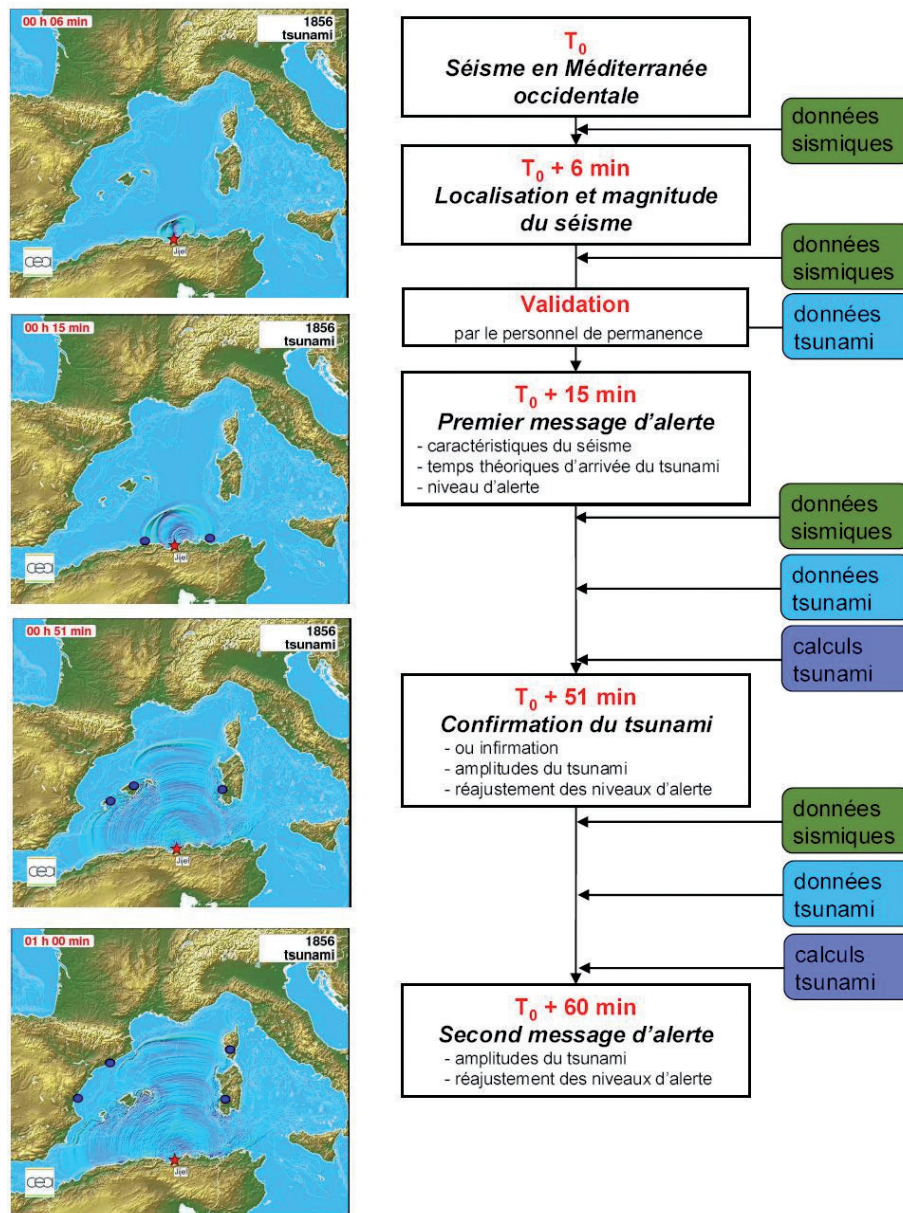 00 h 06 min
1856
tsunami
Jijel
cea
00 h 15 min
1856
tsunami
Jijel
cea
00 h 51 min
1856
tsunami
Jijel
cea
01 h 00 min
1856
tsunami
Jijel
cea
T0
Séisme en Méditerranée
occidentale
données
sismiques
T0 + 6 min
Localisation et magnitude
du séisme
données
sismiques
Validation
par le personnel de permanence
données
tsunami
T0 + 15 min
Premier message d'alerte
- caractéristiques du séisme
- temps théoriques d'arrivée du tsunami
- niveau d'alerte
données
sismiques
données
tsunami
calculs
tsunami
T0 + 51 min
Confirmation du tsunami
- ou infirmation
- amplitudes du tsunami
- réajustement des niveaux d'alerte
données
sismiques
données
tsunami
calculs
tsunami
T0 + 60 min
Second message d'alerte
- amplitudes du tsunami
- réajustement des niveaux d'alerte